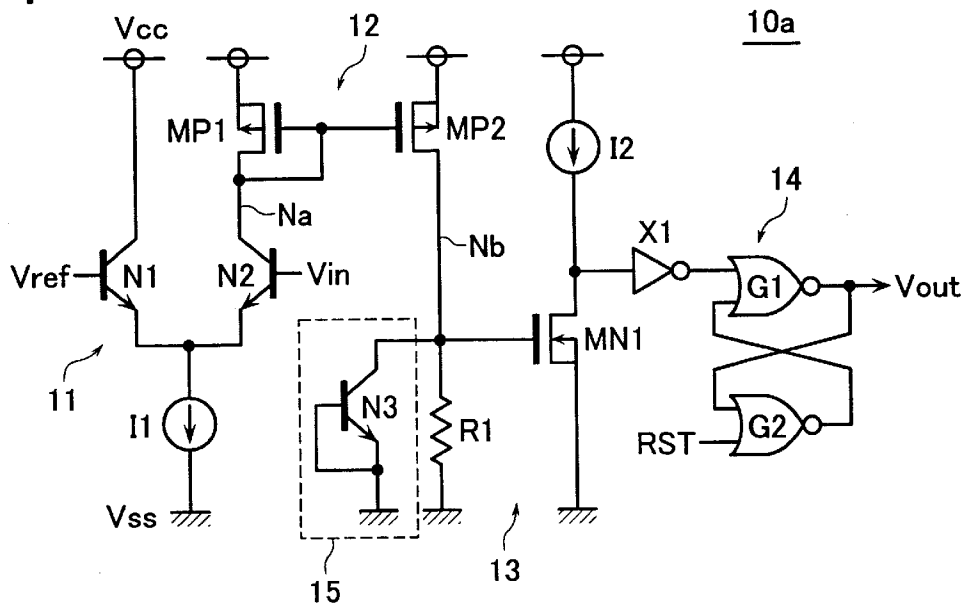 10a
Vcc
12
MP1
MP2
I2
14
Na
Nb
X1
Vref
N1
N2
Vin
G1
Vout
MN1
11
I1
N3
R1
G2
RST
Vss
15
13